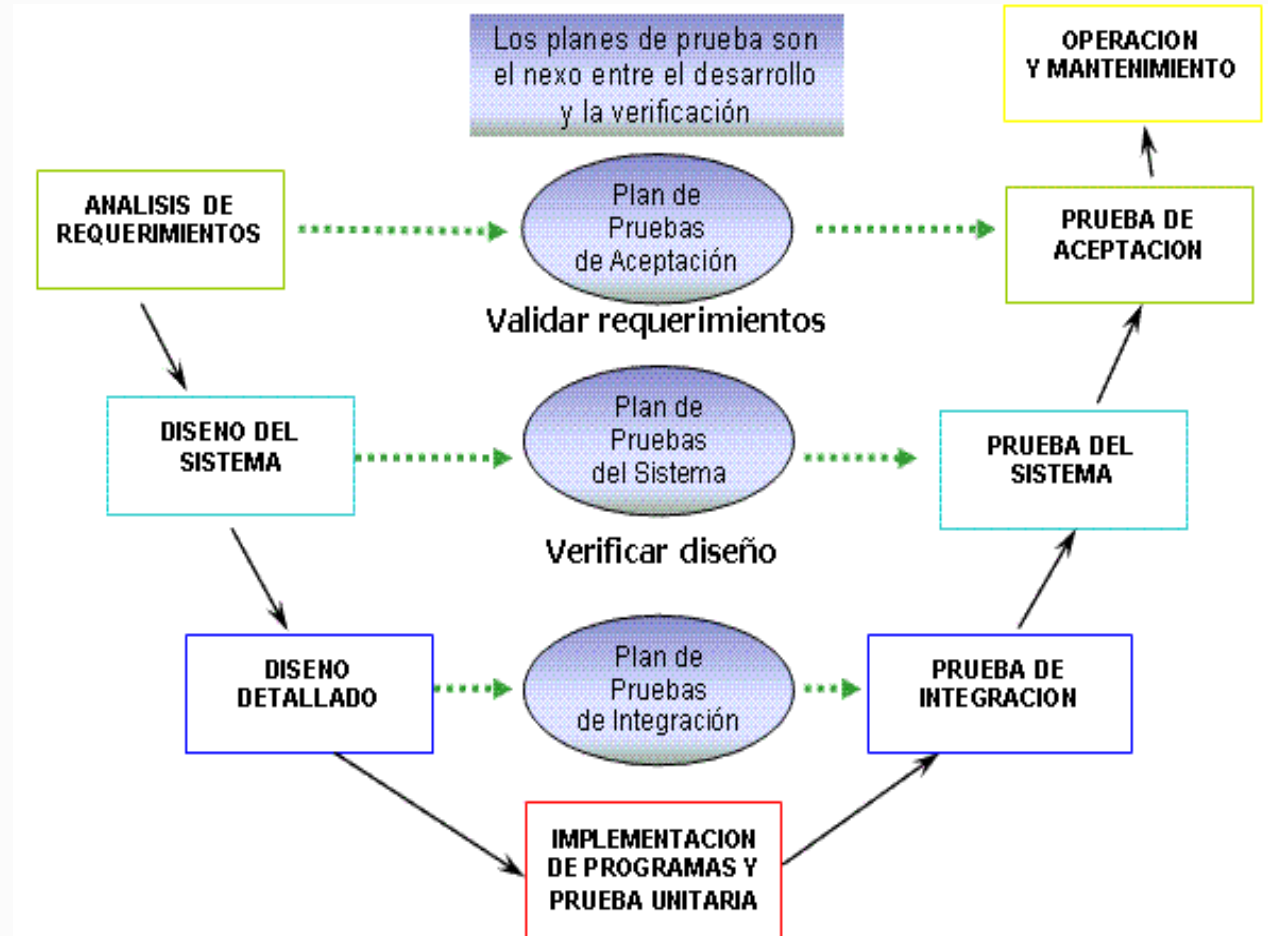 Los planes de prueba son
el nexo entre el desarrollo
y la verificación
OPERACION
Y MANTENIMIENTO
ANALISIS DE
REQUERIMIENTOS
Plan de
Pruebas
de Aceptación
PRUEBA DE
ACEPTACION
Validar requerimientos
DISENO DEL
SISTEMA
Plan de
Pruebas
del Sistema
PRUEBA DEL
SISTEMA
Verificar diseño
DISENO
DETALLADO
Plan de
Pruebas
de Integración
PRUEBA DE
INTEGRACION
IMPLEMENTACION
DE PROGRAMAS Y
PRUEBA UNITARIA